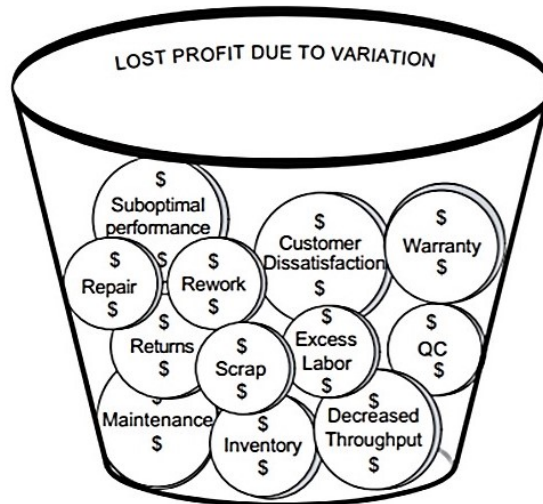 LOST PROFIT DUE TO VARIATION
$
Suboptimal
performance
$
$
Customer
Dissatisfaction
$
$
Warranty
$
$
Repair
$
$
Rework
$
Returns
$
$
Scrap
$
$
Excess
Labor
$
$
QC
$
Maintenance
$
$
Inventory
$
$
Decreased
Throughput
$